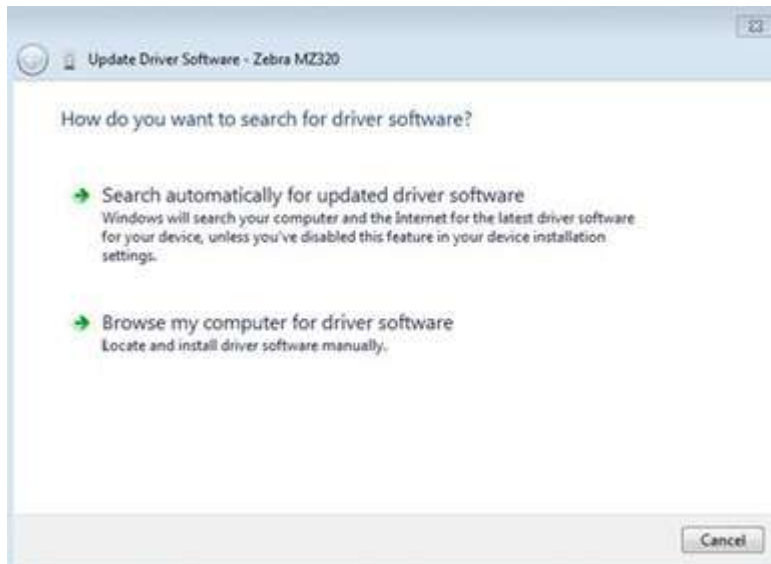 Update Driver Software - Zebra MZ320
How do you want to search for driver software?
Search automatically for updated driver software
Windows will search your computer and the Internet for the latest driver software
for your device, unless you've disabled this feature in your device installation
settings.
Browse my computer for driver software
Locate and install driver software manually.
Cancel